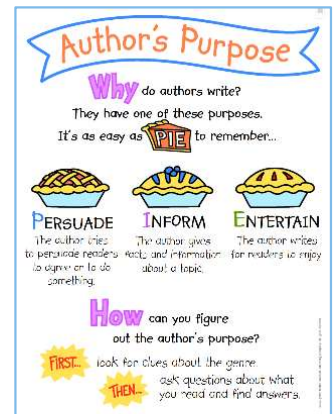 Author's Purpose
Why do authors write?
They have one of these purposes.
It's as easy as PIE to remember...
PERSUADE
The author tries
to persuade readers
to agree or to do
something.
INFORM
The author gives
facts and information
about a topic.
ENTERTAIN
The author writes
for readers to enjoy
How can you figure
out the author's purpose?
FIRST... look for clues about the genre.
THEN... ask questions about what
you read and find answers.